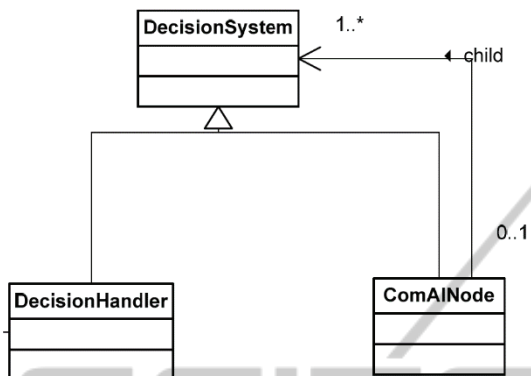 DecisionSystem
1..*
child
0..1
DecisionHandler
ComAINode